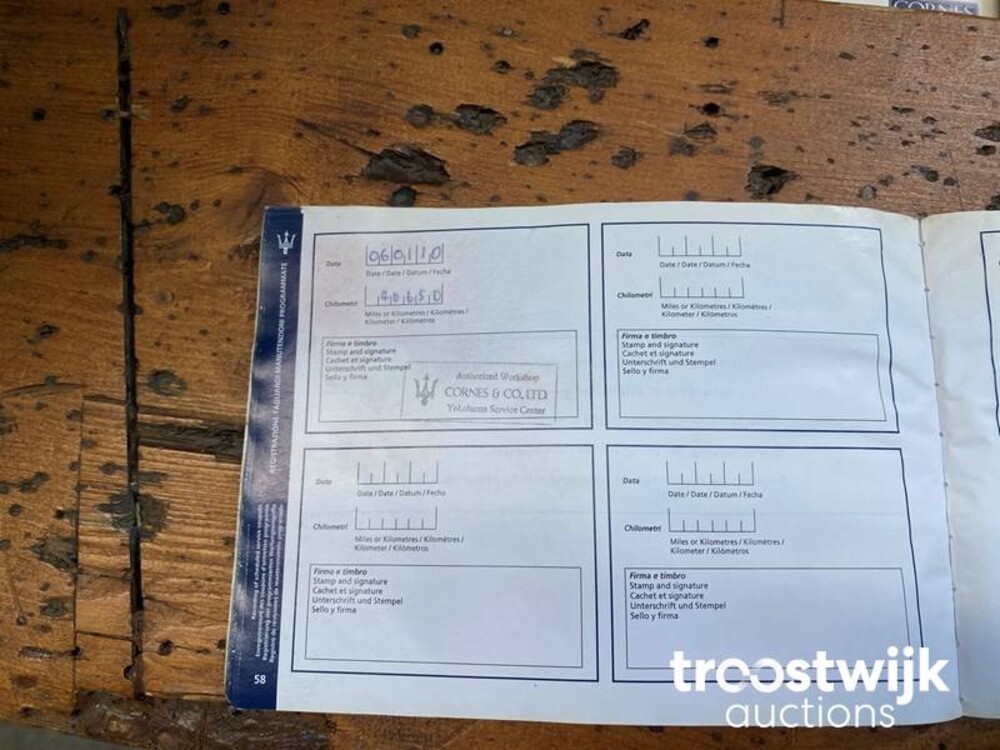 CORNES
REGISTRAZIONE TAGLIANDI MANUTENZIONI PROGRAMMATE
Data 060110
Date / Date / Datum / Fecha
Chilometri 40650
Miles or Kilometres / Kilomètres /
Kilometer / Kilómetros
Firma e timbro
Stamp and signature
Cachet et signature
Unterschrift und Stempel
Sello y firma
Authorized Workshop
CORNES & CO., LTD.
Yokohama Service Center
Data
Date / Date / Datum / Fecha
Chilometri
Miles or Kilometres / Kilomètres /
Kilometer / Kilómetros
Firma e timbro
Stamp and signature
Cachet et signature
Unterschrift und Stempel
Sello y firma
Data
Date / Date / Datum / Fecha
Chilometri
Miles or Kilometres / Kilomètres /
Kilometer / Kilómetros
Firma e timbro
Stamp and signature
Cachet et signature
Unterschrift und Stempel
Sello y firma
Data
Date / Date / Datum / Fecha
Chilometri
Miles or Kilometres / Kilomètres /
Kilometer / Kilómetros
Firma e timbro
Stamp and signature
Cachet et signature
Unterschrift und Stempel
Sello y firma
58
troostwijk
auctions